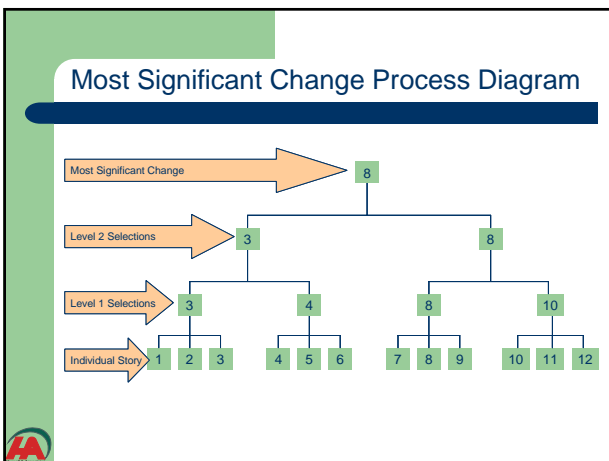 Most Significant Change Process Diagram
Most Significant Change
8
Level 2 Selections
3
8
Level 1 Selections
3
4
8
10
Individual Story
1 2 3 4 5 6 7 8 9 10 11 12
HA